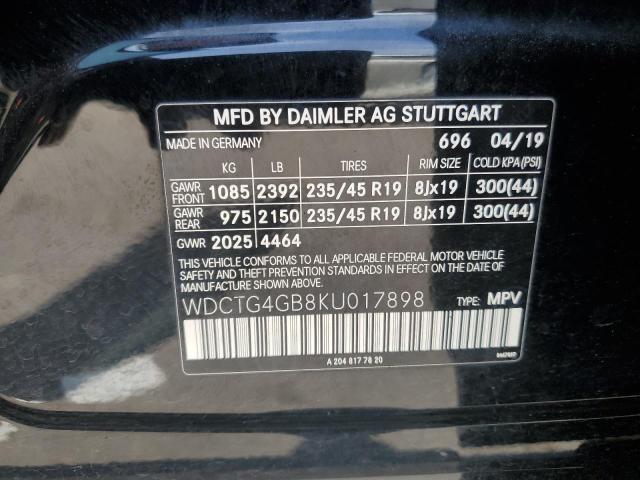 MFD BY DAIMLER AG STUTTGART
MADE IN GERMANY 696 04/19
KG LB TIRES RIM SIZE COLD KPA(PSI)
GAWR FRONT 1085 2392 235/45 R19 8Jx19 300(44)
GAWR REAR 975 2150 235/45 R19 8Jx19 300(44)
GVWR 2025 4464
THIS VEHICLE CONFORMS TO ALL APPLICABLE FEDERAL MOTOR VEHICLE
SAFETY, BUMPER, AND THEFT PREVENTION STANDARDS IN EFFECT ON THE DATE
OF MANUFACTURE SHOWN ABOVE.
WDCTG4GB8KU017898 TYPE: MPV
A 204 817 78 20